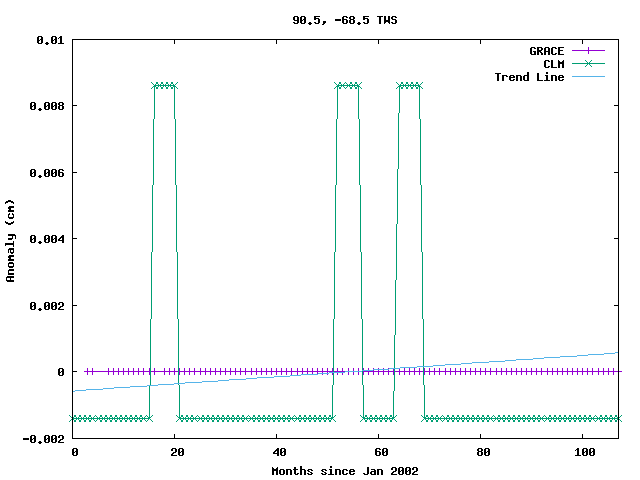 90.5, -68.5 TWS
GRACE
CLM
Trend Line
0.01
0.008
0.006
0.004
0.002
0
-0.002
Anomaly (cm)
0 20 40 60 80 100
Months since Jan 2002